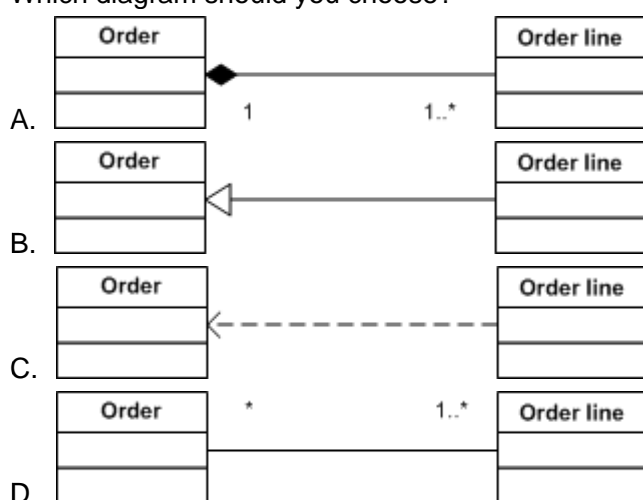 Which diagram should you choose?
Order Order line
A. 1 1..*
Order Order line
B.
Order Order line
C.
Order * 1..* Order line
D